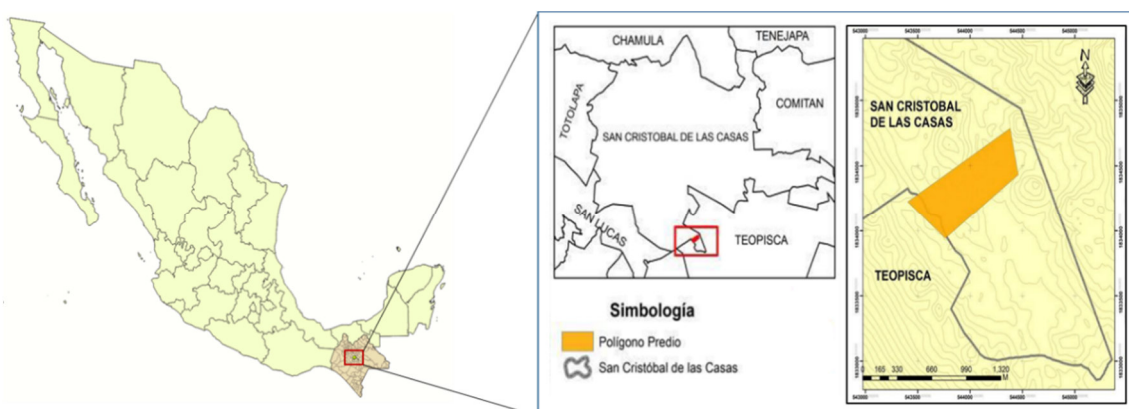 CHAMULA
TENEJAPA
TOTOLAPA
COMITAN
SAN CRISTOBAL DE LAS CASAS
SAN LUCAS
TEOPISCA
Simbología
Polígono Predio
San Cristóbal de las Casas
N
SAN CRISTOBAL
DE LAS CASAS
TEOPISCA
0 165 330 660 990 1,320
M